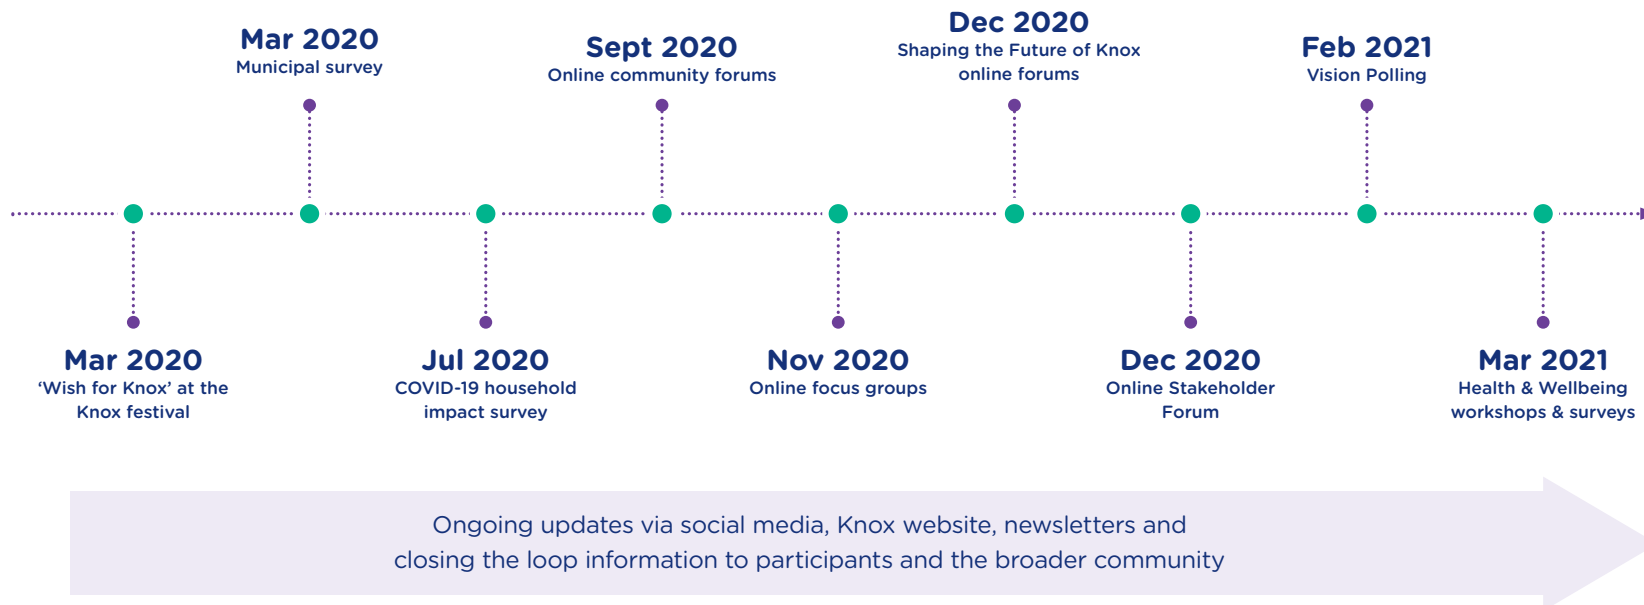 Mar 2020
Municipal survey
Sept 2020
Online community forums
Dec 2020
Shaping the Future of Knox
online forums
Feb 2021
Vision Polling
Mar 2020
‘Wish for Knox’ at the
Knox festival
Jul 2020
COVID-19 household
impact survey
Nov 2020
Online focus groups
Dec 2020
Online Stakeholder
Forum
Mar 2021
Health & Wellbeing
workshops & surveys
Ongoing updates via social media, Knox website, newsletters and
closing the loop information to participants and the broader community